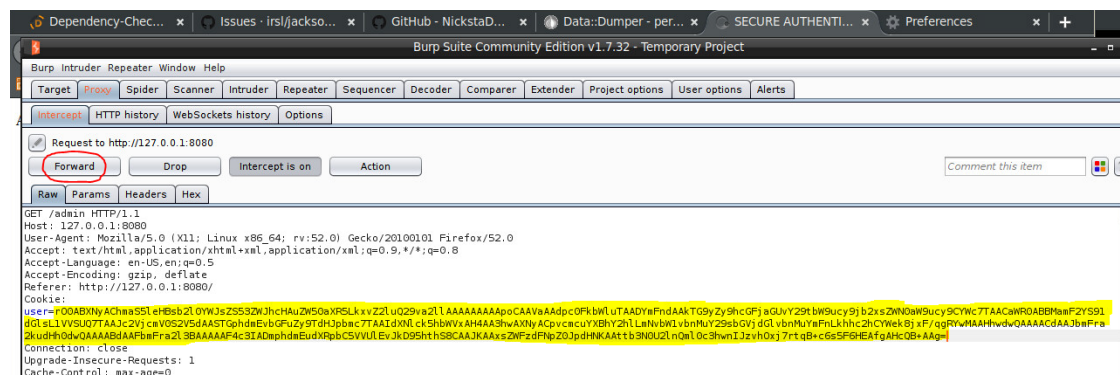 Dependency-Chec... x Issues · irsl/jackso... x GitHub - NickstaD... x Data::Dumper - per... x SECURE AUTHENTI... x Preferences x +
Burp Suite Community Edition v1.7.32 - Temporary Project
Burp Intruder Repeater Window Help
Target Proxy Spider Scanner Intruder Repeater Sequencer Decoder Comparer Extender Project options User options Alerts
Intercept HTTP history WebSockets history Options
Request to http://127.0.0.1:8080
Forward Drop Intercept is on Action Comment this item
Raw Params Headers Hex
GET /admin HTTP/1.1
Host: 127.0.0.1:8080
User-Agent: Mozilla/5.0 (X11; Linux x86_64; rv:52.0) Gecko/20100101 Firefox/52.0
Accept: text/html,application/xhtml+xml,application/xml;q=0.9,*/*;q=0.8
Accept-Language: en-US,en;q=0.5
Accept-Encoding: gzip, deflate
Referer: http://127.0.0.1:8080/
Cookie:
Connection: close
Upgrade-Insecure-Requests: 1
Cache-Control: max-age=0